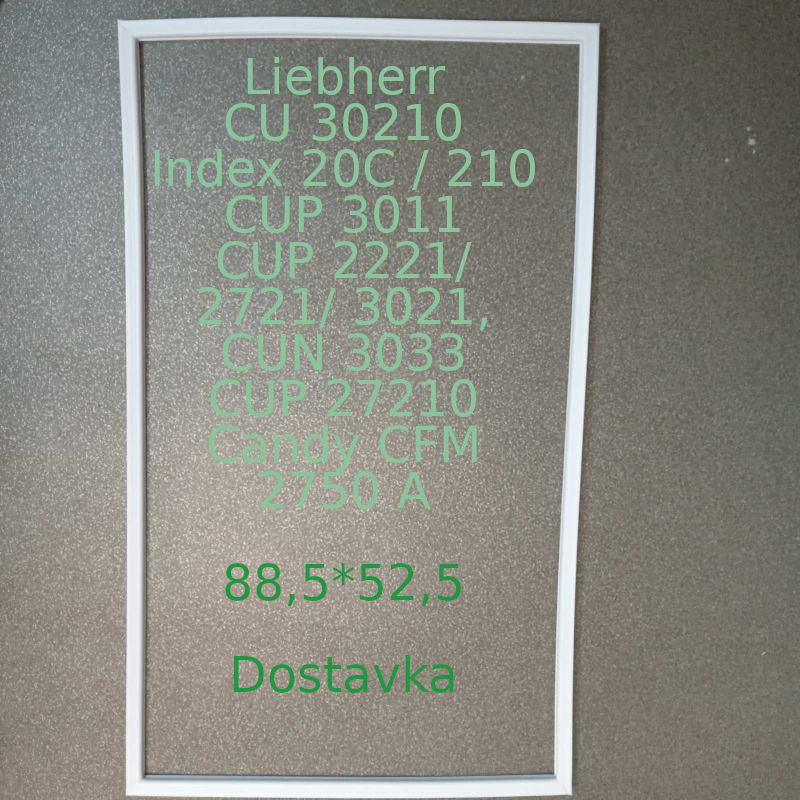 Liebherr
CU 30210
Index 20C / 210
CUP 3011
CUP 2221/
2721/ 3021,
CUN 3033
CUP 27210
Candy CFM
2750 A
88,5*52,5
Dostavka